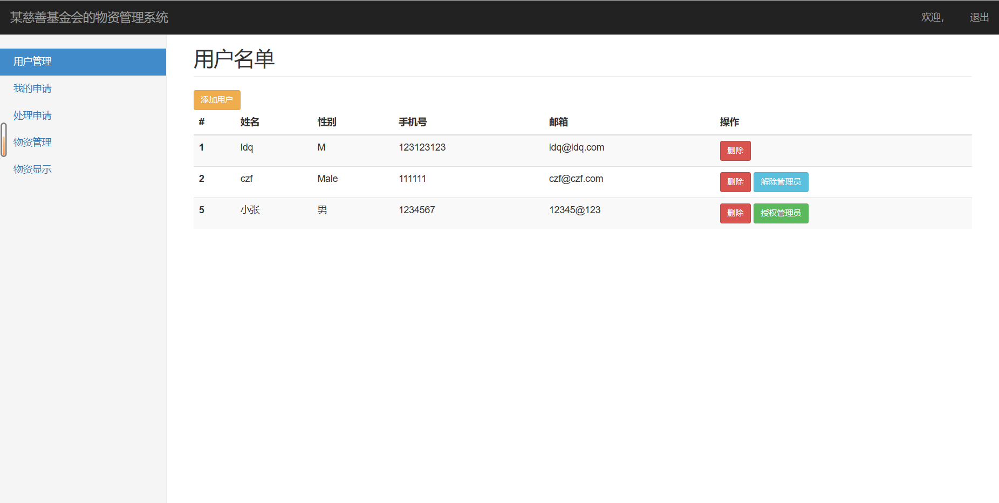 某慈善基金会的物资管理系统 欢迎, 退出
用户管理
我的申请
处理申请
物资管理
物资显示
用户名单
添加用户
# 姓名 性别 手机号 邮箱 操作
1 ldq M 123123123 ldq@ldq.com 删除
2 czf Male 111111 czf@czf.com 删除 解除管理员
5 小张 男 1234567 12345@123 删除 授权管理员